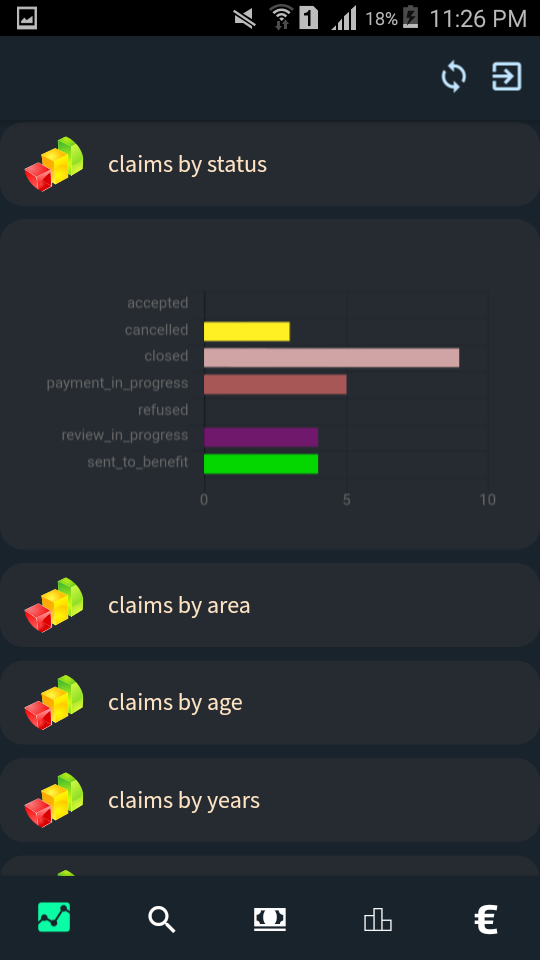 1 18% 11:26 PM
claims by status
accepted
cancelled
closed
payment_in_progress
refused
review_in_progress
sent_to_benefit
0 5 10
claims by area
claims by age
claims by years
€